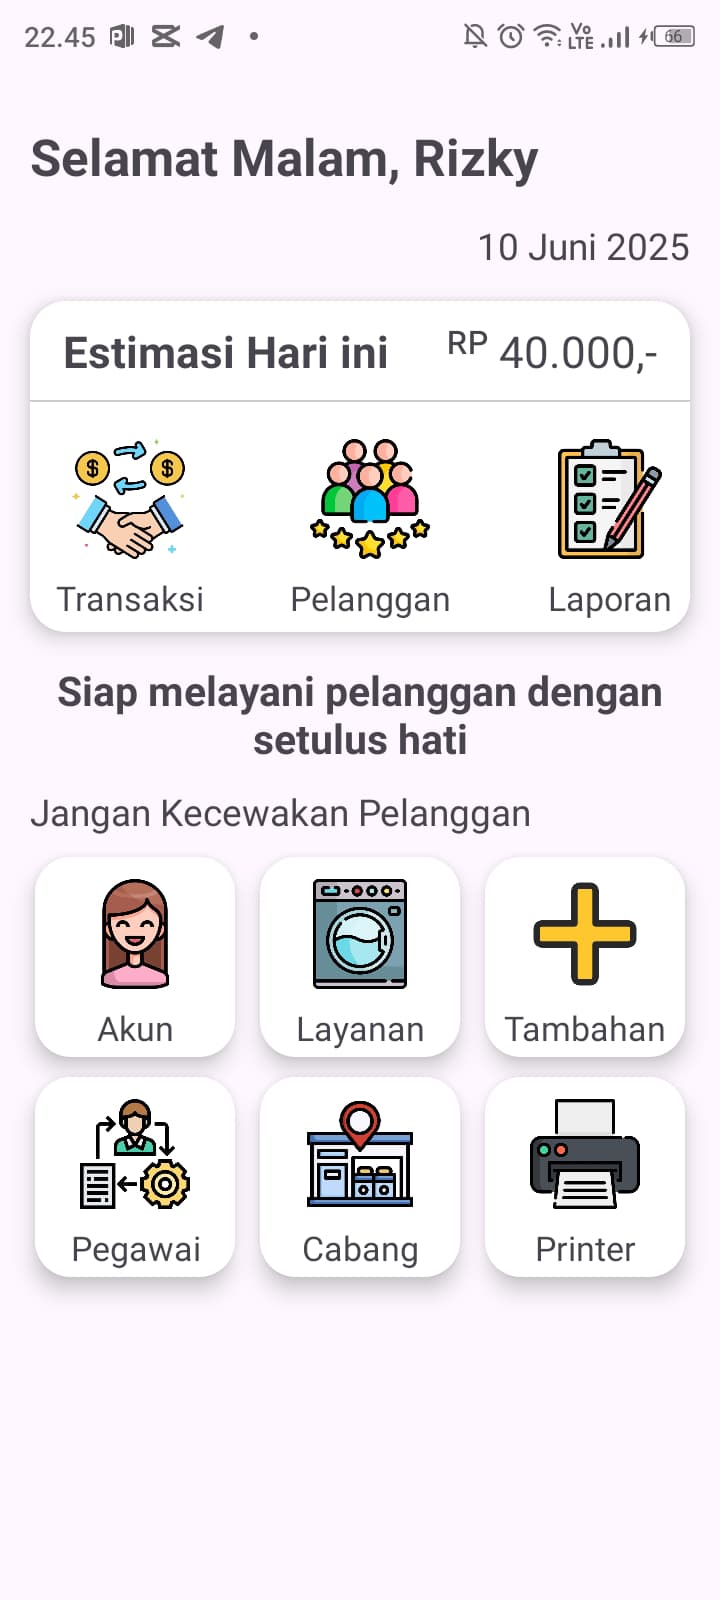 22.45
Vo
LTE
66
Selamat Malam, Rizky
10 Juni 2025
Estimasi Hari ini RP 40.000,-
Transaksi Pelanggan Laporan
Siap melayani pelanggan dengan
setulus hati
Jangan Kecewakan Pelanggan
Akun Layanan Tambahan
Pegawai Cabang Printer